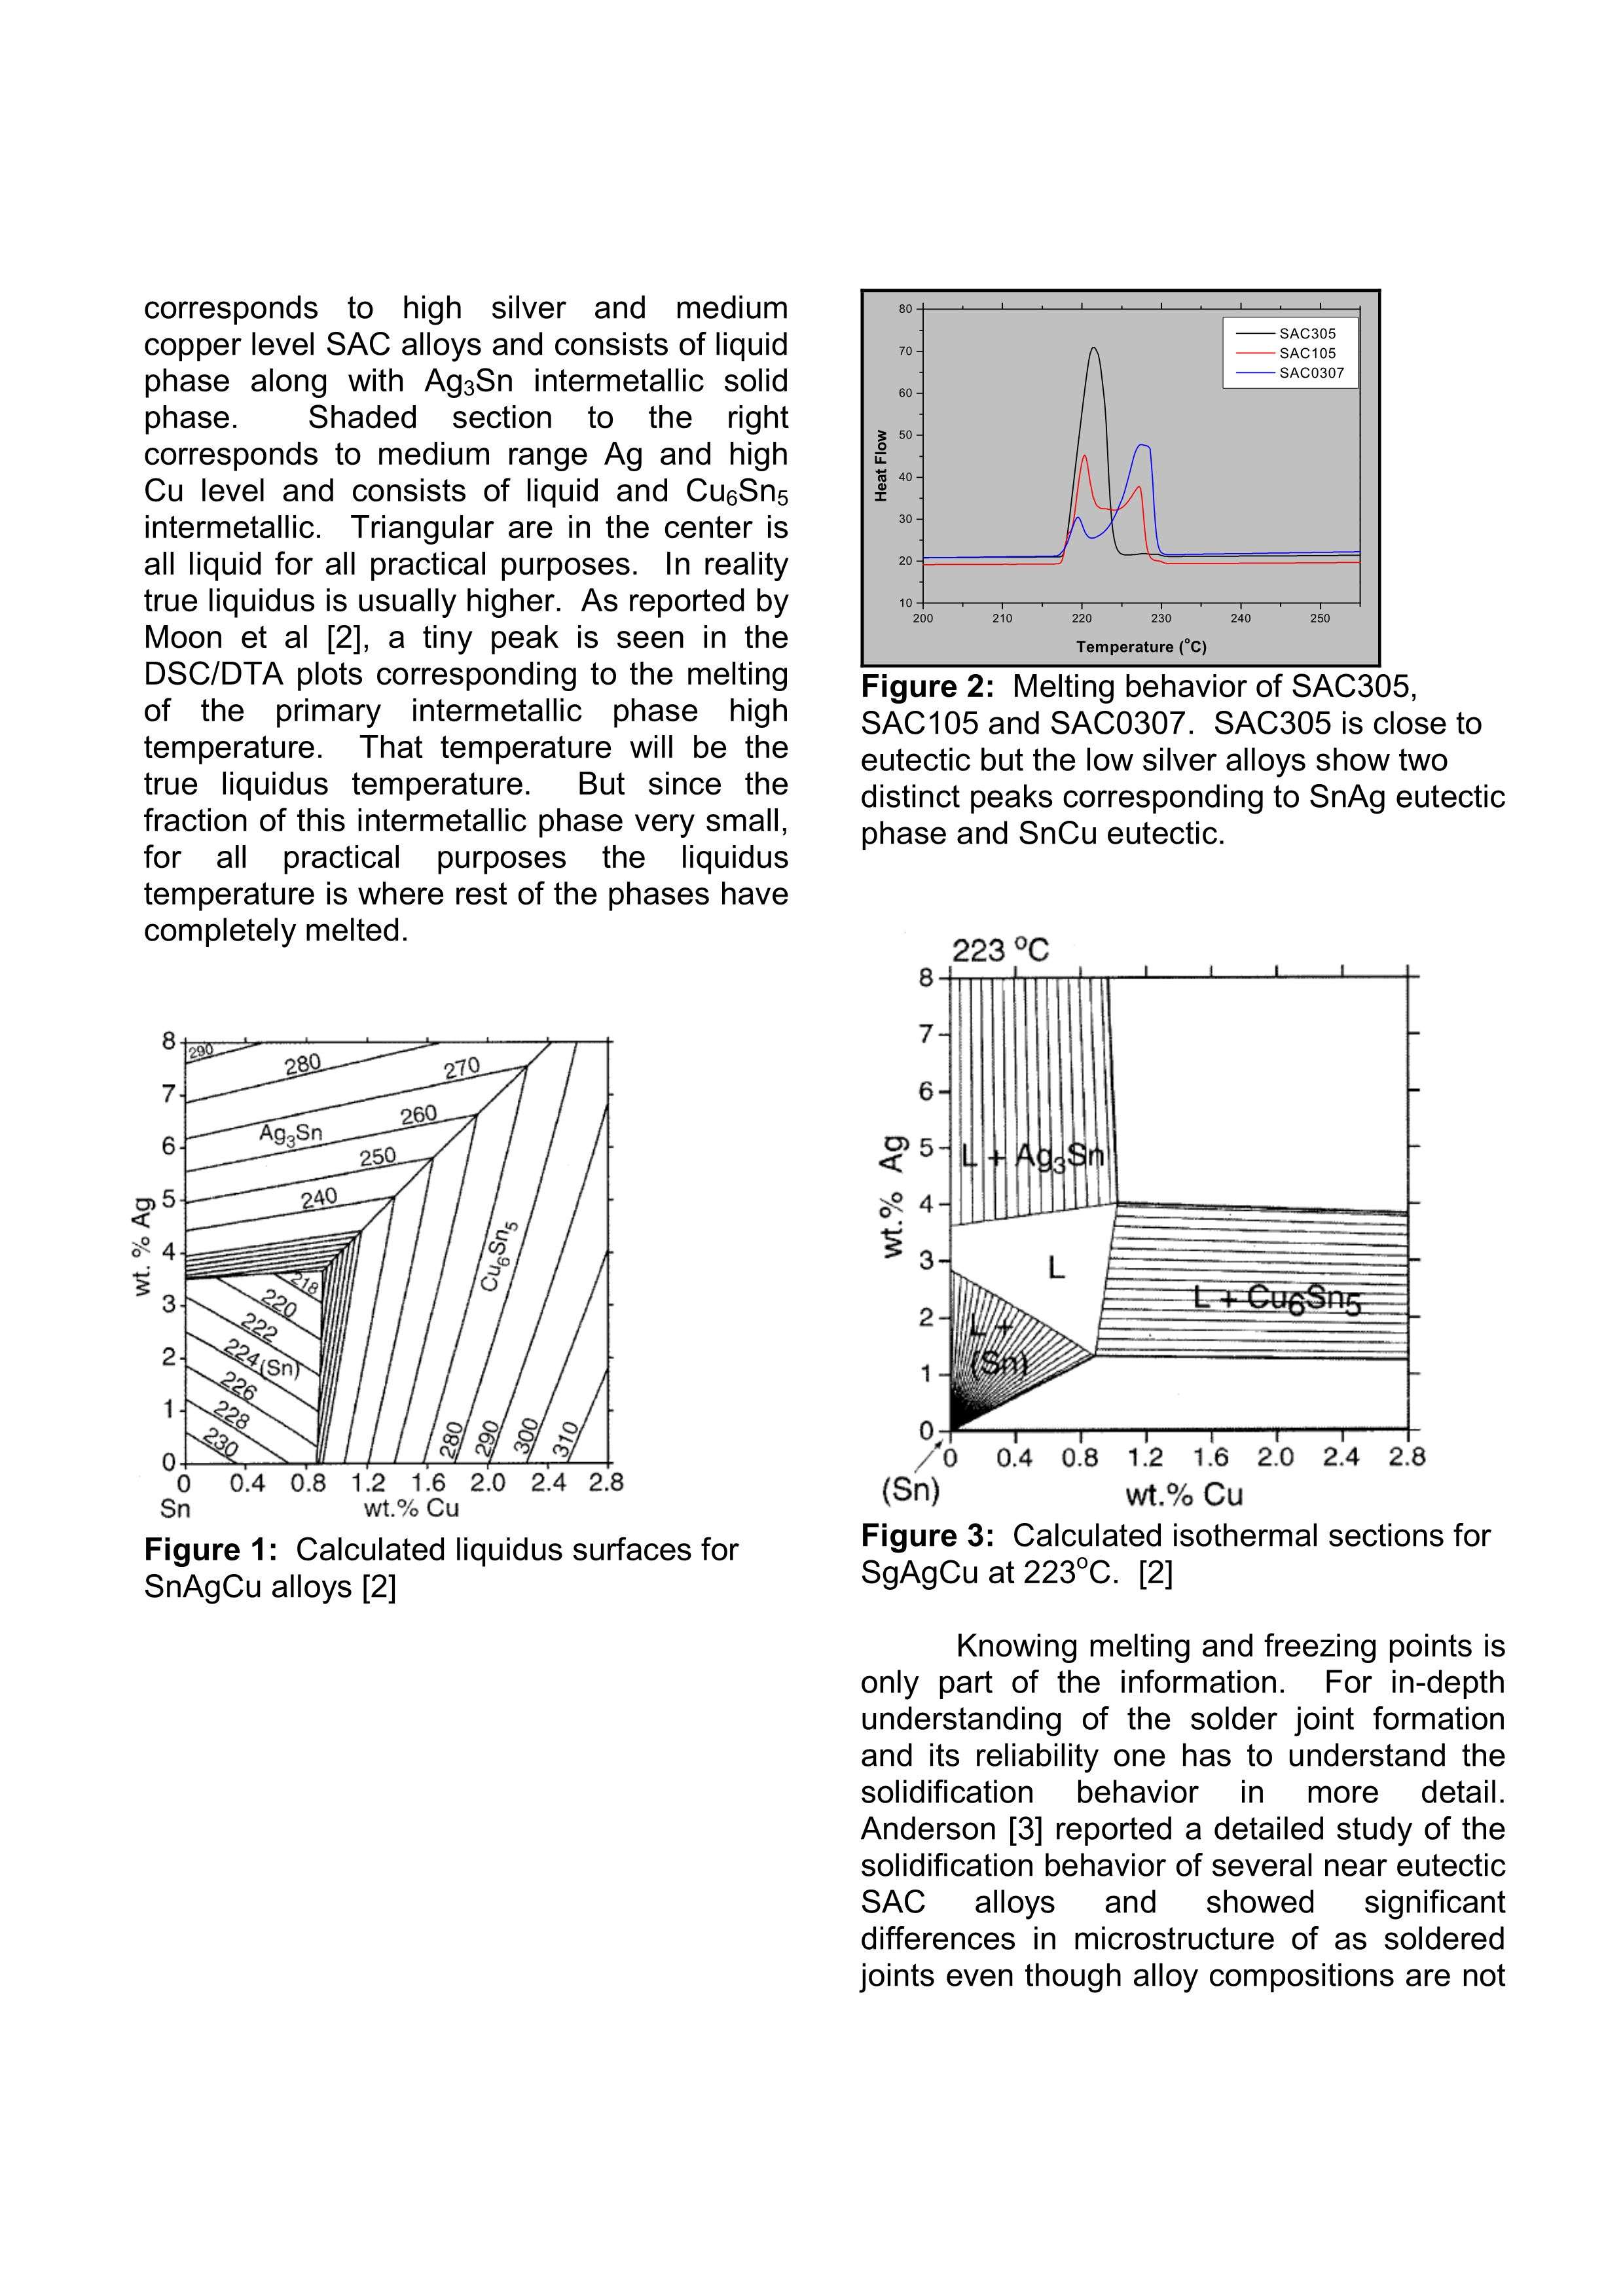 corresponds to high silver and medium
copper level SAC alloys and consists of liquid
phase along with Ag₃Sn intermetallic solid
phase. Shaded section to the right
corresponds to medium range Ag and high
Cu level and consists of liquid and Cu₆Sn₅
intermetallic. Triangular are in the center is
all liquid for all practical purposes. In reality
true liquidus is usually higher. As reported by
Moon et al [2], a tiny peak is seen in the
DSC/DTA plots corresponding to the melting
of the primary intermetallic phase high
temperature. That temperature will be the
true liquidus temperature. But since the
fraction of this intermetallic phase very small,
for all practical purposes the liquidus
temperature is where rest of the phases have
completely melted.
8
7
6
5
4
3
2
1
0
wt. % Ag
290
280
270
260
250
240
Ag₃Sn
218
220
222
224 (Sn)
226
228
230
Cu₆Sn₅
280
290
300
310
0 0.4 0.8 1.2 1.6 2.0 2.4 2.8
Sn wt.% Cu
Figure 1: Calculated liquidus surfaces for
SnAgCu alloys [2]
80
70
60
50
40
30
20
10
Heat Flow
SAC305
SAC105
SAC0307
200 210 220 230 240 250
Temperature (°C)
Figure 2: Melting behavior of SAC305,
SAC105 and SAC0307. SAC305 is close to
eutectic but the low silver alloys show two
distinct peaks corresponding to SnAg eutectic
phase and SnCu eutectic.
223 °C
8
7
6
5
4
3
2
1
0
wt.% Ag
L + Ag₃Sn
L
L + Cu₆Sn₅
L +
(Sn)
0 0.4 0.8 1.2 1.6 2.0 2.4 2.8
(Sn)
wt.% Cu
Figure 3: Calculated isothermal sections for
SgAgCu at 223°C. [2]
Knowing melting and freezing points is
only part of the information. For in-depth
understanding of the solder joint formation
and its reliability one has to understand the
solidification behavior in more detail.
Anderson [3] reported a detailed study of the
solidification behavior of several near eutectic
SAC alloys and showed significant
differences in microstructure of as soldered
joints even though alloy compositions are not